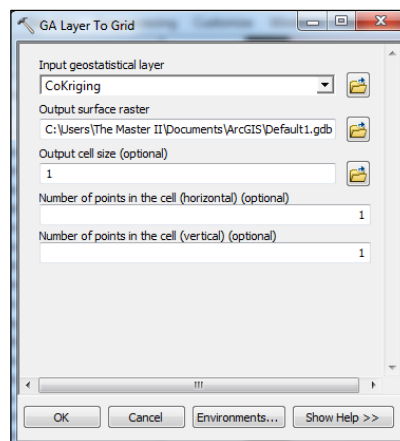 GA Layer To Grid
Input geostatistical layer
CoKriging
Output surface raster
C:\Users\The Master II\Documents\ArcGIS\Default1.gdb
Output cell size (optional)
1
Number of points in the cell (horizontal) (optional)
1
Number of points in the cell (vertical) (optional)
1
OK
Cancel
Environments...
Show Help >>